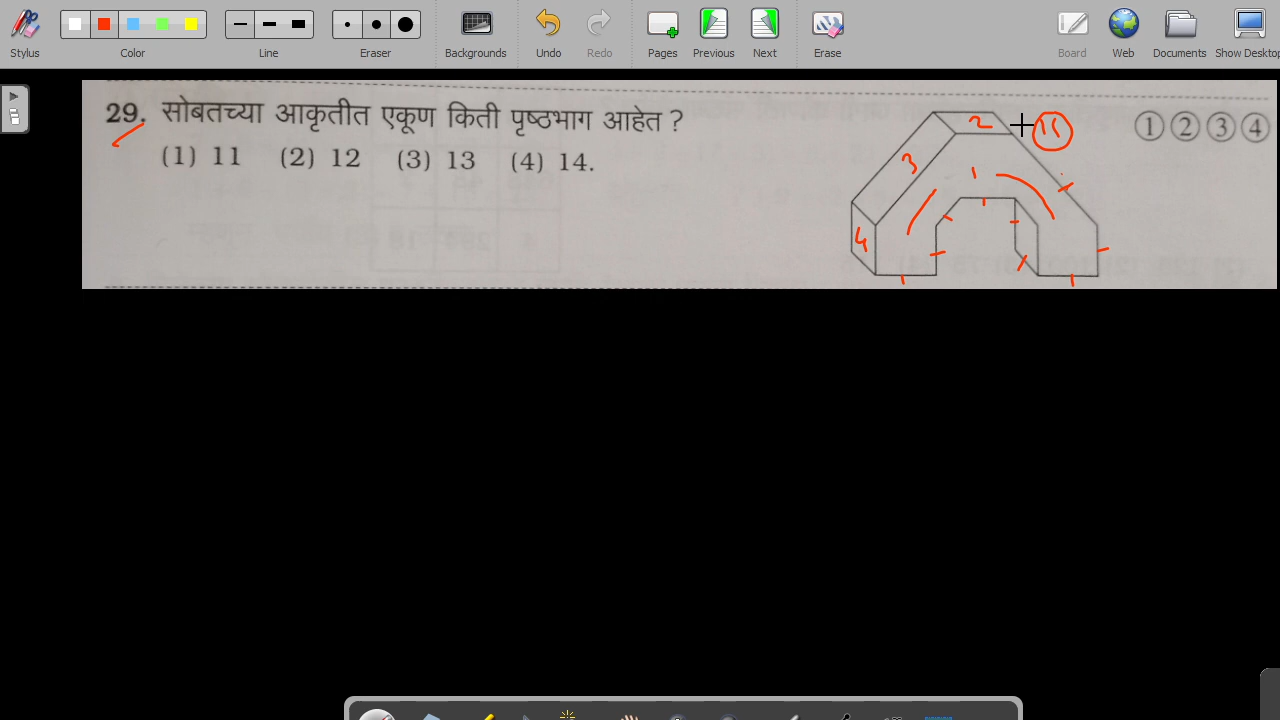 Stylus Color Line Eraser Backgrounds Undo Redo Pages Previous Next Erase Board Web Documents Show Desktop
29. सोबतच्या आकृतीत एकूण किती पृष्ठभाग आहेत ?
(1) 11 (2) 12 (3) 13 (4) 14.
2 11
3 1
4
① ② ③ ④